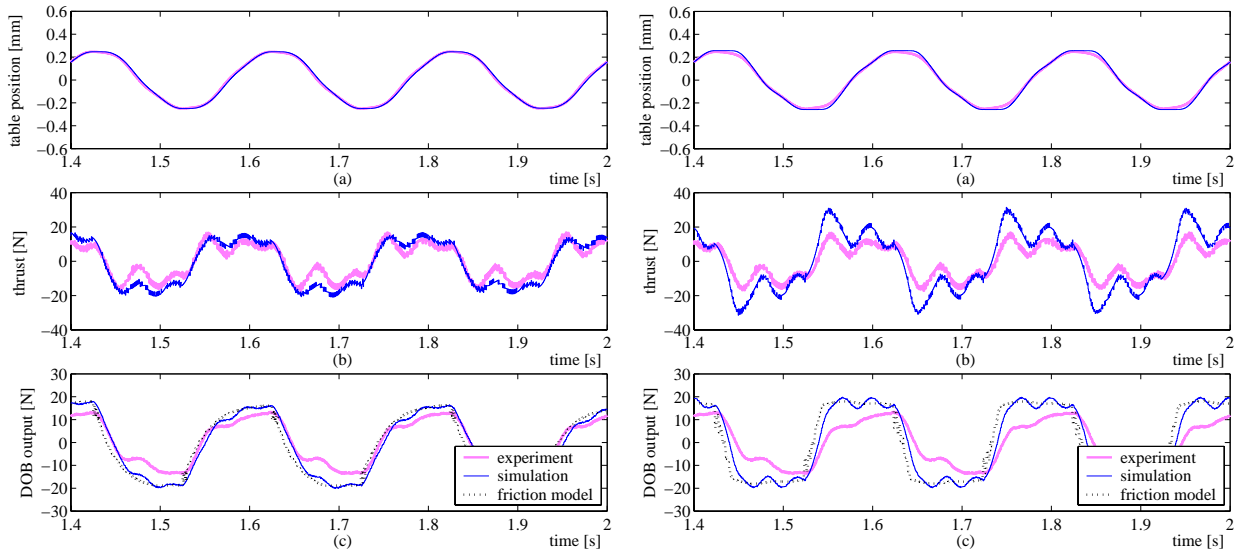 table position [mm]
0.6
0.4
0.2
0
−0.2
−0.4
−0.6
1.4 1.5 1.6 1.7 1.8 1.9 2
(a) time [s]
thrust [N]
40
20
0
−20
−40
1.4 1.5 1.6 1.7 1.8 1.9 2
(b) time [s]
DOB output [N]
30
20
10
0
−10
−20
−30
experiment
simulation
friction model
1.4 1.5 1.6 1.7 1.8 1.9 2
(c) time [s]
table position [mm]
0.6
0.4
0.2
0
−0.2
−0.4
−0.6
1.4 1.5 1.6 1.7 1.8 1.9 2
(a) time [s]
thrust [N]
40
20
0
−20
−40
1.4 1.5 1.6 1.7 1.8 1.9 2
(b) time [s]
DOB output [N]
30
20
10
0
−10
−20
−30
experiment
simulation
friction model
1.4 1.5 1.6 1.7 1.8 1.9 2
(c) time [s]